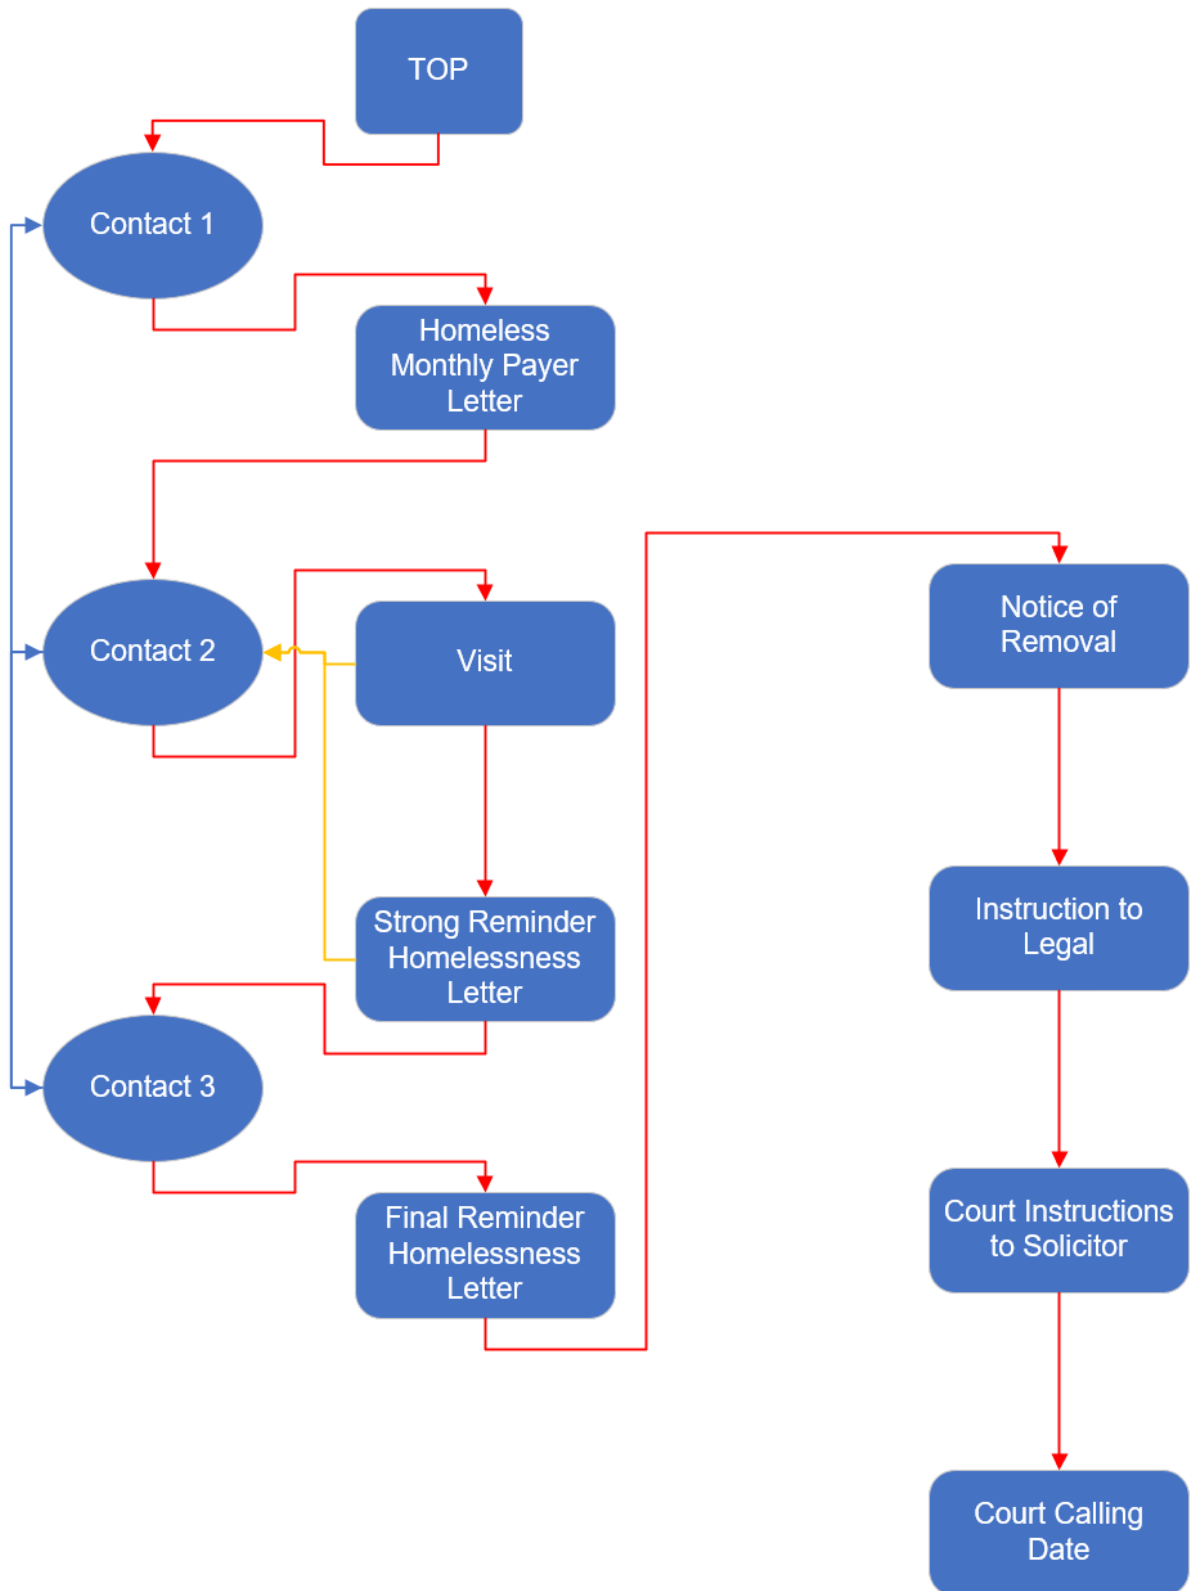 TOP
Contact 1
Homeless
Monthly Payer
Letter
Contact 2
Visit
Strong Reminder
Homelessness
Letter
Contact 3
Final Reminder
Homelessness
Letter
Notice of
Removal
Instruction to
Legal
Court Instructions
to Solicitor
Court Calling
Date